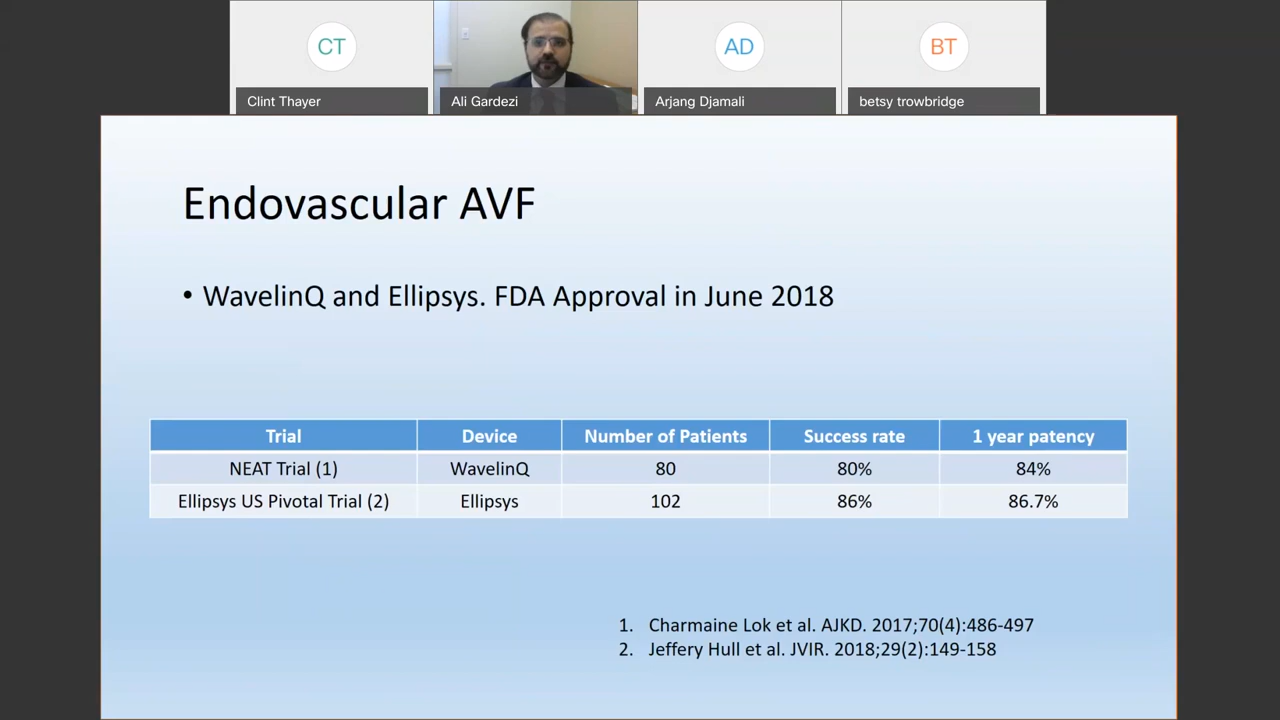 CT
AD
BT
Clint Thayer
Ali Gardezi
Arjang Djamali
betsy trowbridge
Endovascular AVF
• WavelinQ and Ellipsys. FDA Approval in June 2018
Trial Device Number of Patients Success rate 1 year patency
NEAT Trial (1) WavelinQ 80 80% 84%
Ellipsys US Pivotal Trial (2) Ellipsys 102 86% 86.7%
1. Charmaine Lok et al. AJKD. 2017;70(4):486-497
2. Jeffery Hull et al. JVIR. 2018;29(2):149-158